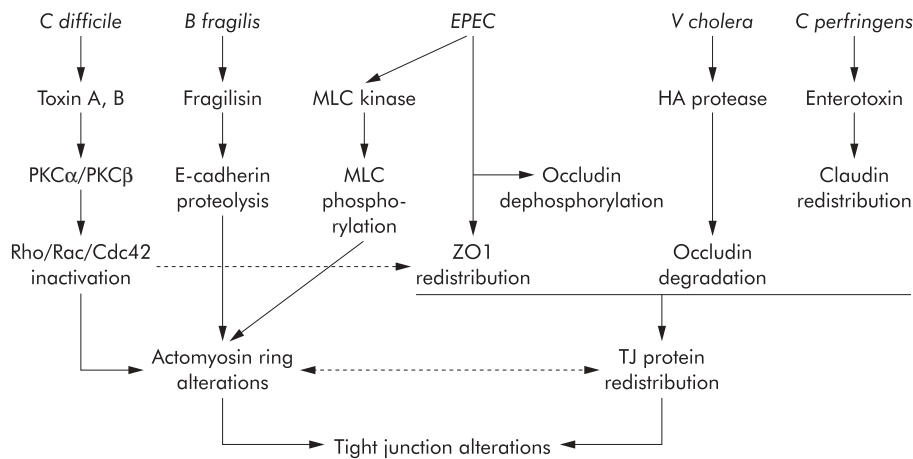 C difficile
B fragilis
EPEC
V cholera
C perfringens
Toxin A, B
Fragilisin
MLC kinase
HA protease
Enterotoxin
PKCα/PKCβ
E-cadherin
proteolysis
MLC
phospho-
rylation
Occludin
dephosphorylation
Claudin
redistribution
Rho/Rac/Cdc42
inactivation
ZO1
redistribution
Occludin
degradation
Actomyosin ring
alterations
TJ protein
redistribution
Tight junction alterations